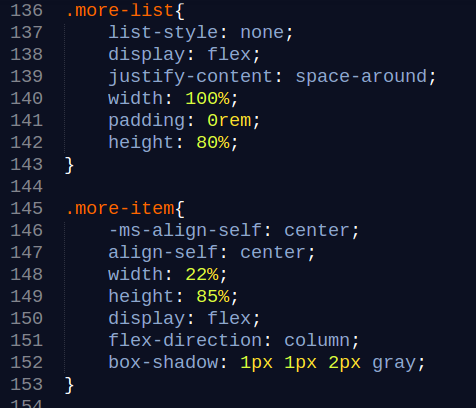 136 .more-list{
137 list-style: none;
138 display: flex;
139 justify-content: space-around;
140 width: 100%;
141 padding: 0rem;
142 height: 80%;
143 }
144
145 .more-item{
146 -ms-align-self: center;
147 align-self: center;
148 width: 22%;
149 height: 85%;
150 display: flex;
151 flex-direction: column;
152 box-shadow: 1px 1px 2px gray;
153 }
154